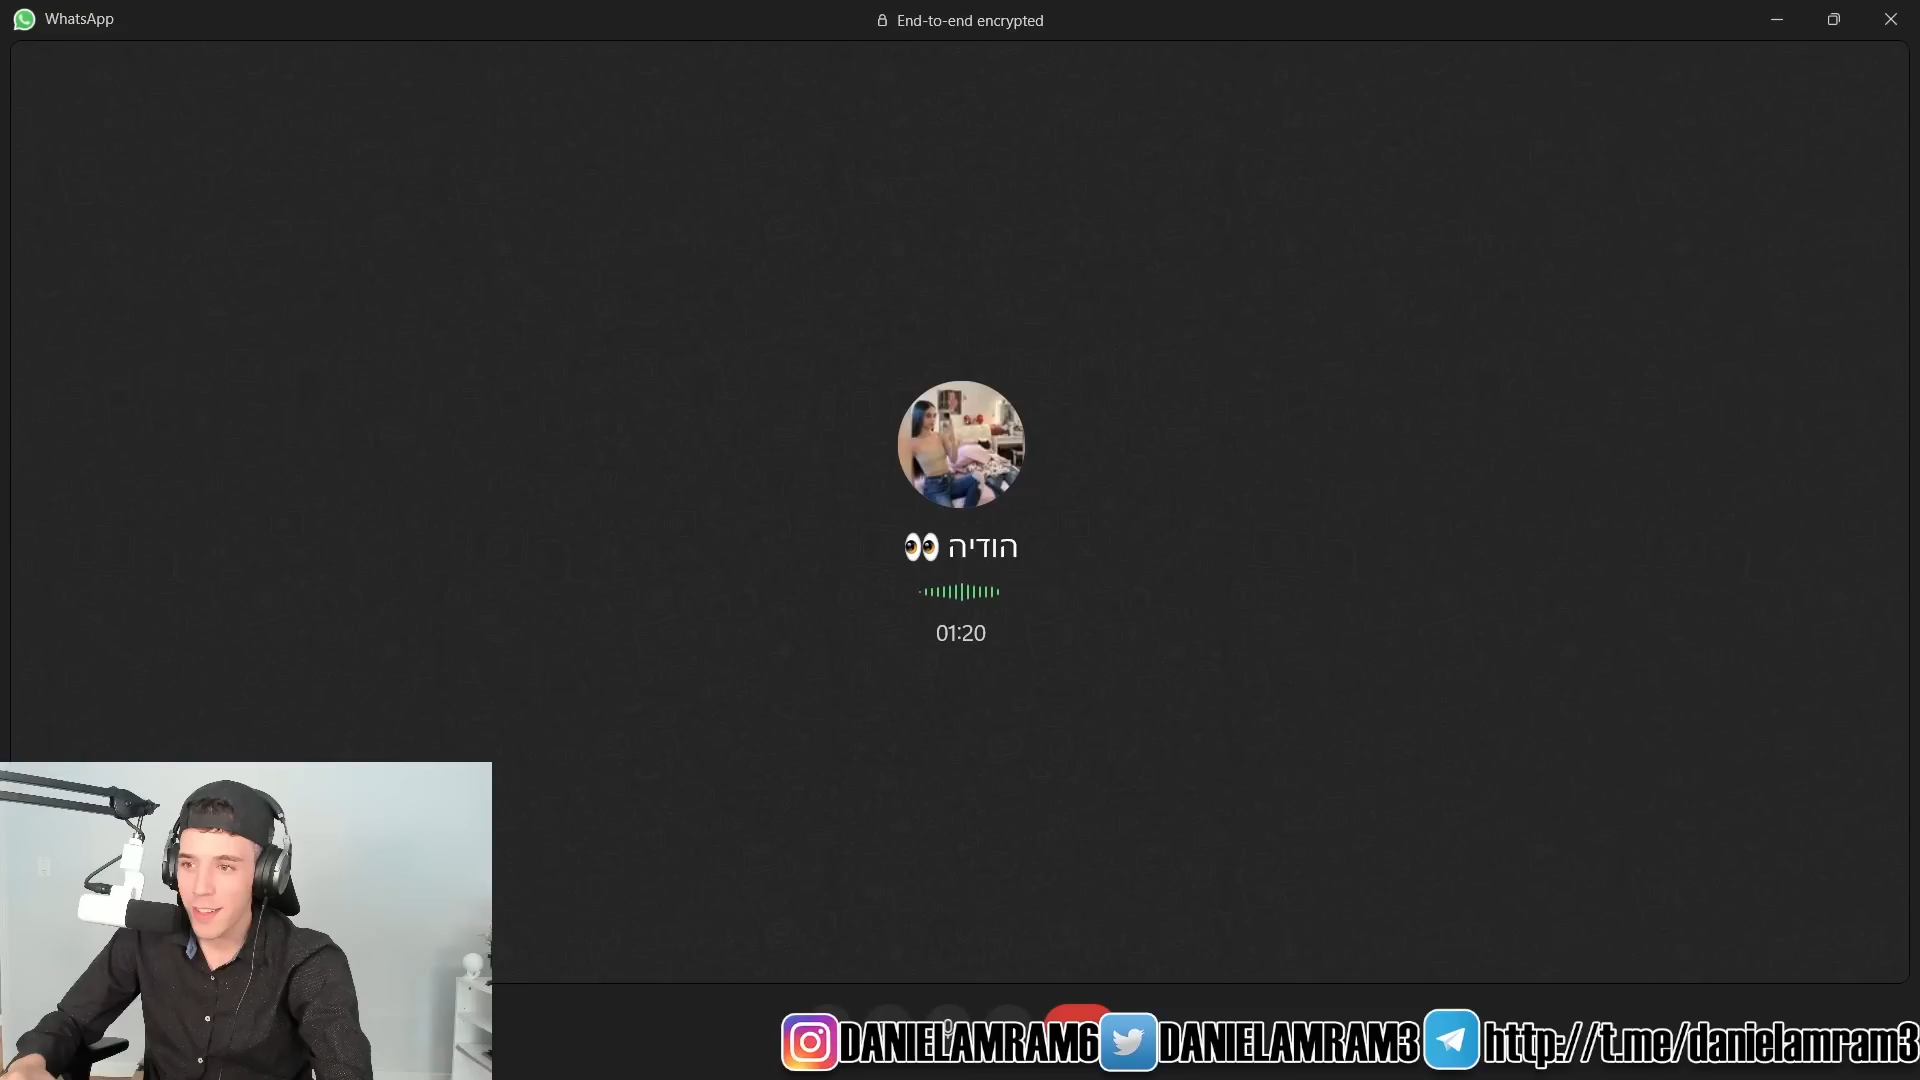 WhatsApp
End-to-end encrypted
הודיה 👀
01:20
DANIELAMRAM6 DANIELAMRAM3 http://t.me/danielamram3